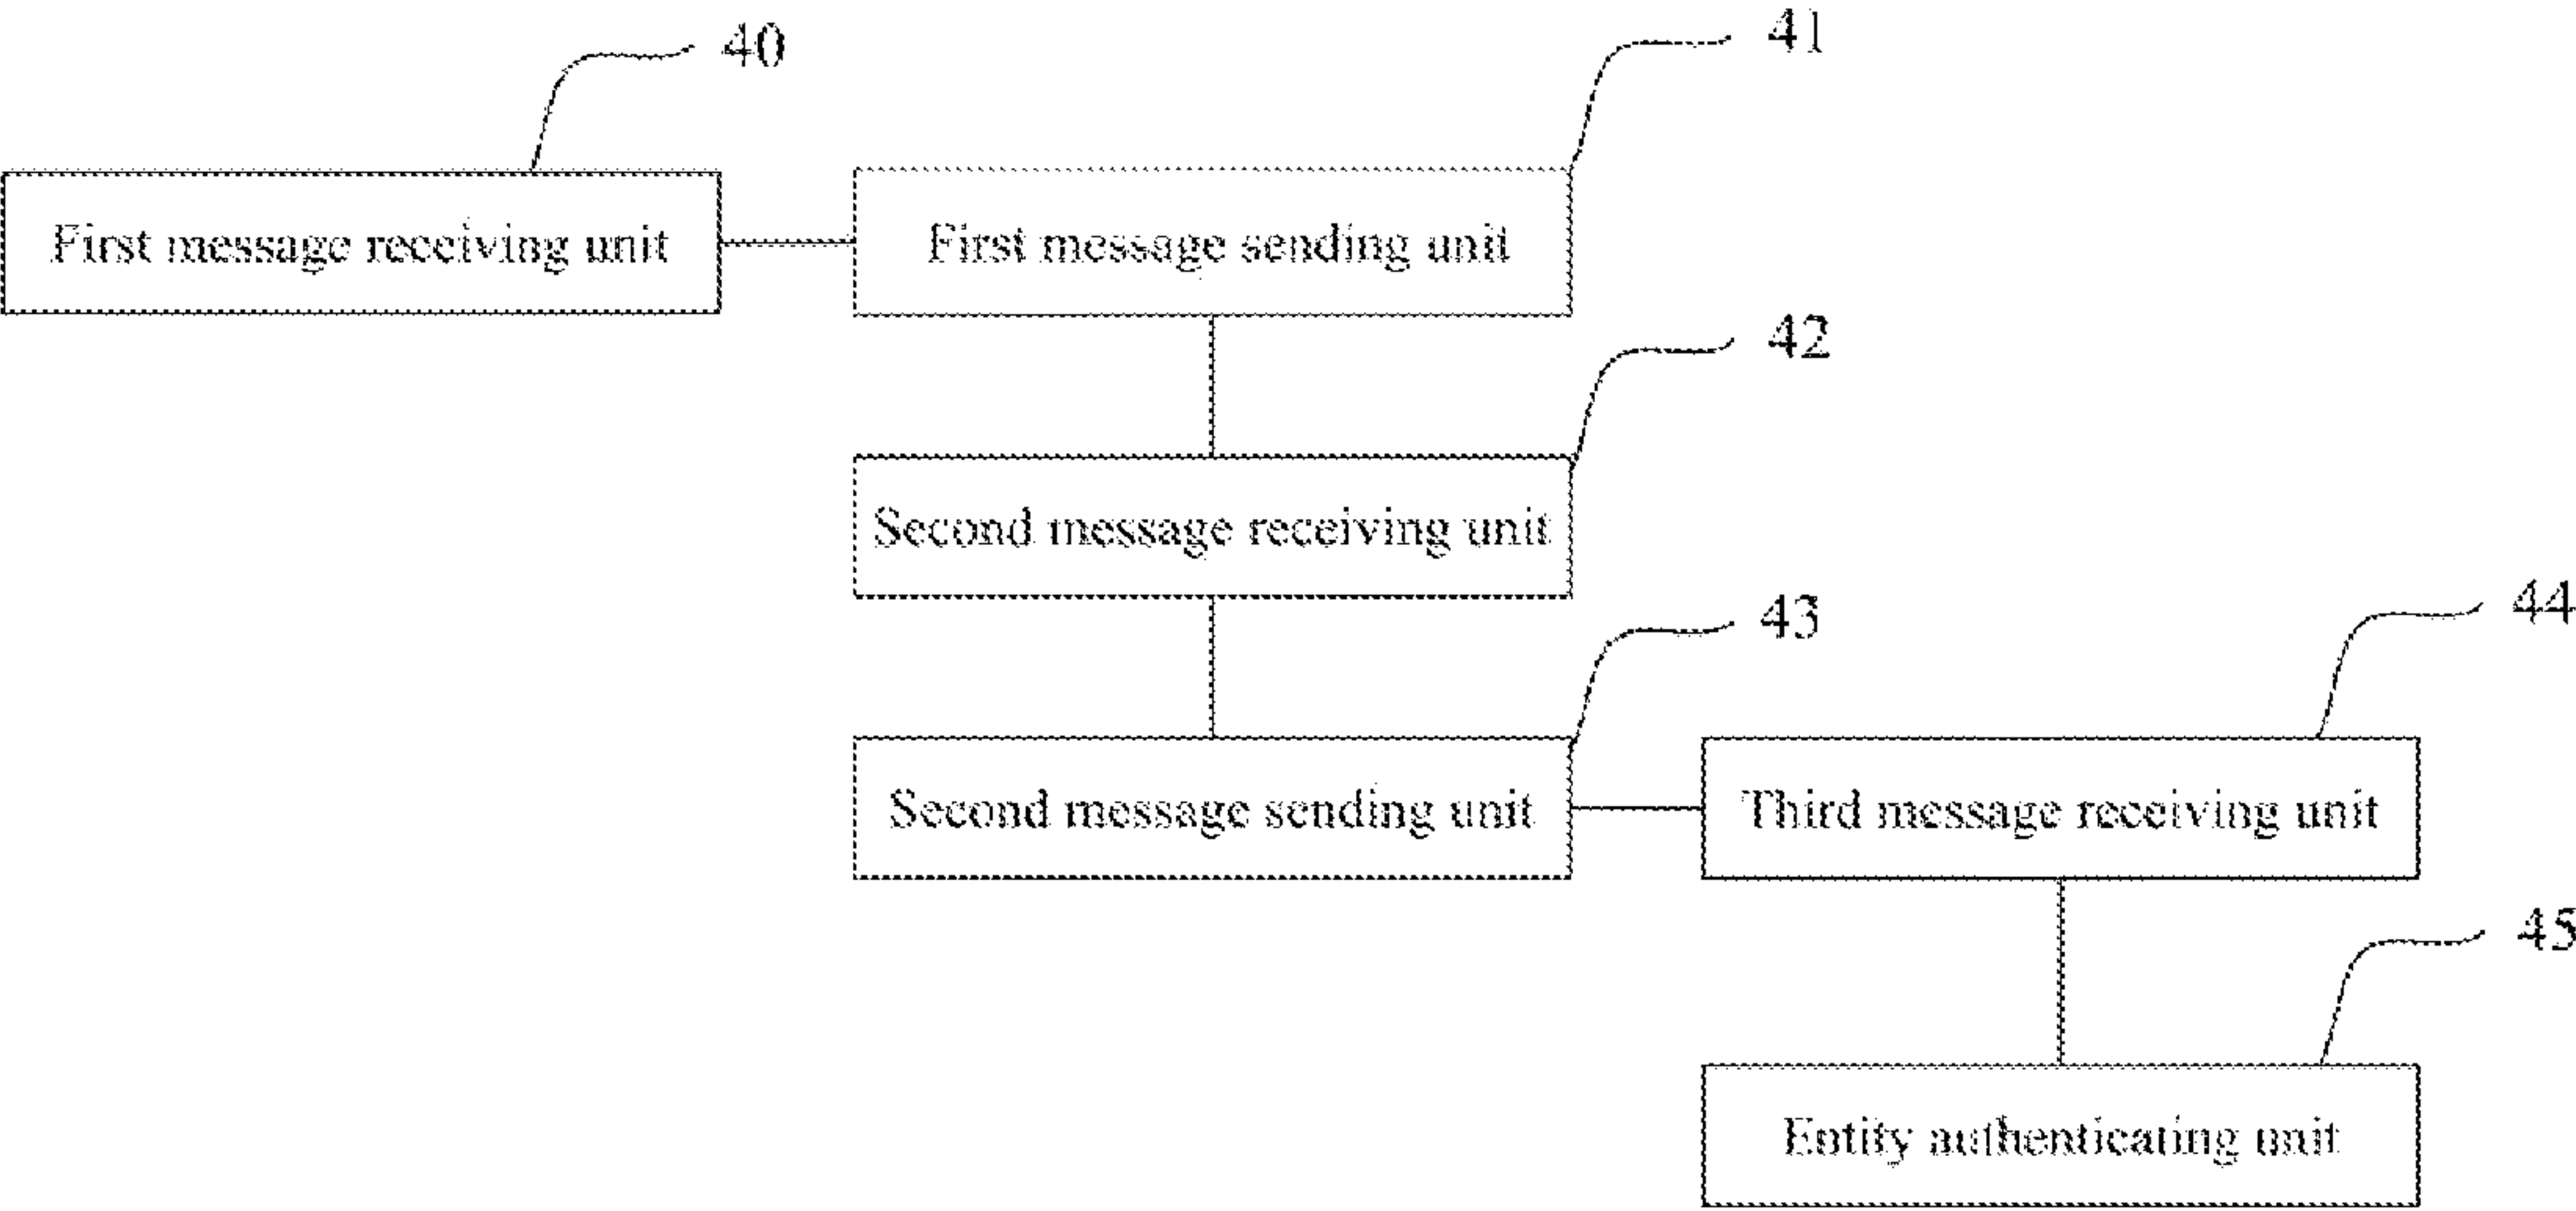 40
41
First message receiving unit
First message sending unit
42
Second message receiving unit
43
44
Second message sending unit
Third message receiving unit
45
Entity authenticating unit